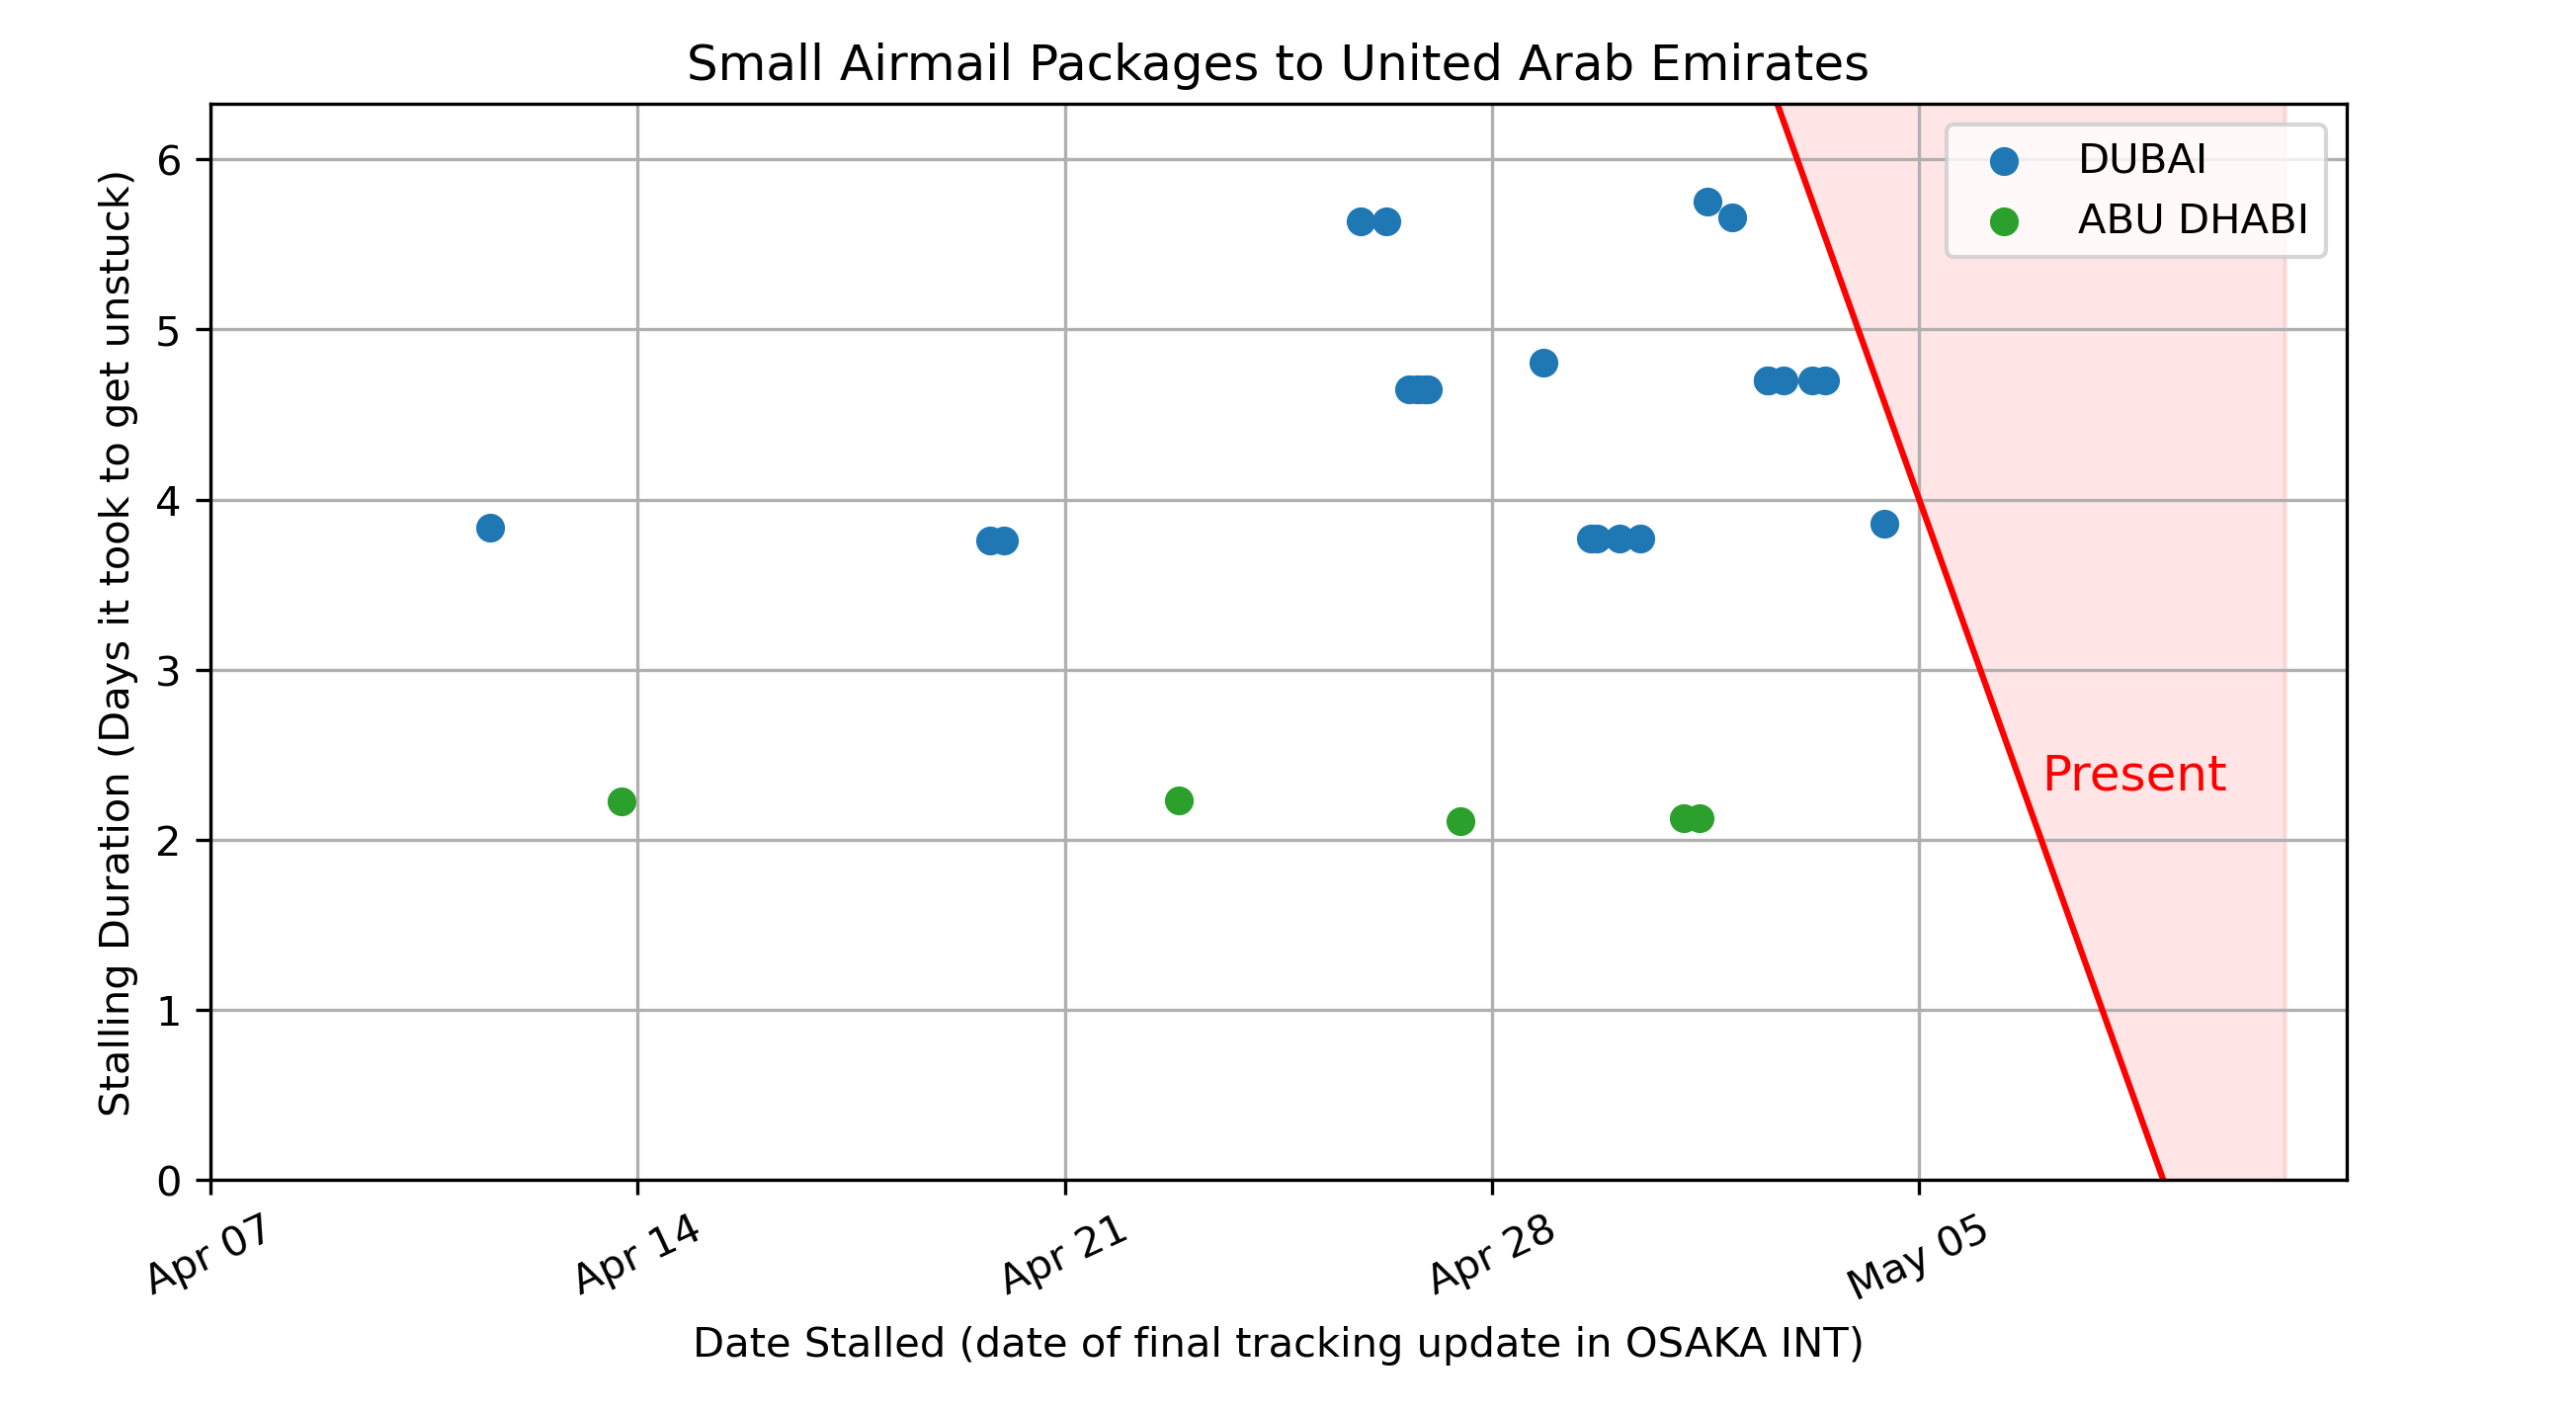 Small Airmail Packages to United Arab Emirates
Stalling Duration (Days it took to get unstuck)
6
5
4
3
2
1
0
DUBAI
ABU DHABI
Present
Apr 07
Apr 14
Apr 21
Apr 28
May 05
Date Stalled (date of final tracking update in OSAKA INT)